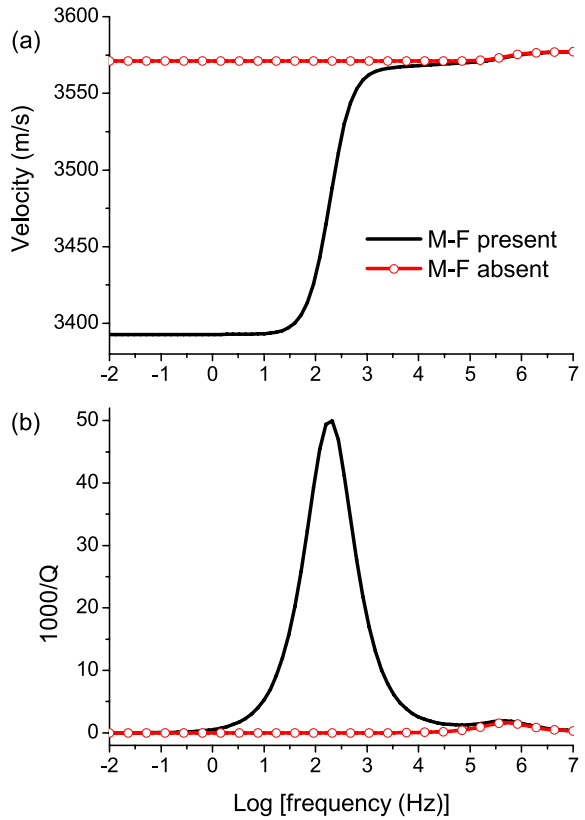 (a)
3600
3550
3500
3450
3400
Velocity (m/s)
M-F present
M-F absent
-2 -1 0 1 2 3 4 5 6 7
(b)
50
40
30
20
10
0
1000/Q
-2 -1 0 1 2 3 4 5 6 7
Log [frequency (Hz)]